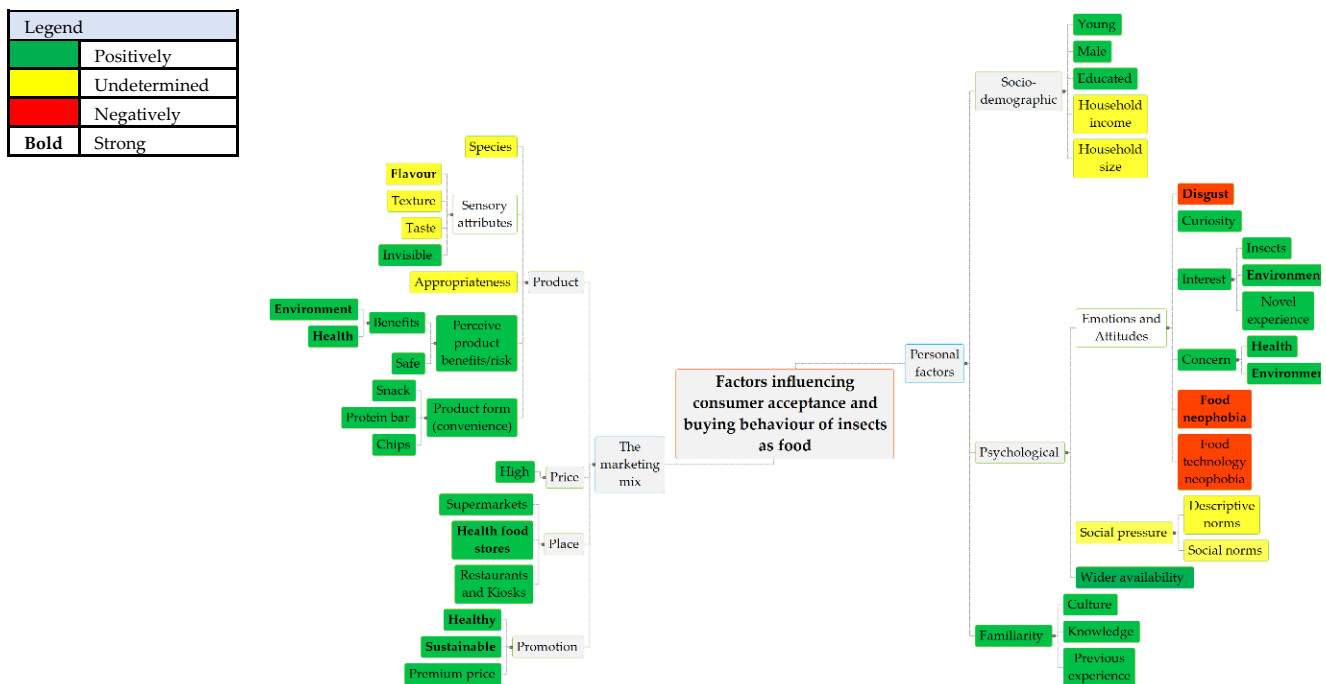 Legend
Positively
Undetermined
Negatively
Bold Strong
Species
Flavour
Texture
Taste
Invisible
Sensory
attributes
Appropriateness
Product
Environment
Health
Benefits
Safe
Perceive
product
benefits/risk
Snack
Protein bar
Chips
Product form
(convenience)
High
Price
Supermarkets
Health food
stores
Restaurants
and Kiosks
Place
Healthy
Sustainable
Premium price
Promotion
The
marketing
mix
Factors influencing
consumer acceptance and
buying behaviour of insects
as food
Personal
factors
Socio-
demographic
Young
Male
Educated
Household
income
Household
size
Psychological
Emotions and
Attitudes
Disgust
Curiosity
Interest
Insects
Environment
Novel
experience
Concern
Health
Environment
Food
neophobia
Food
technology
neophobia
Social pressure
Descriptive
norms
Social norms
Wider availability
Familiarity
Culture
Knowledge
Previous
experience